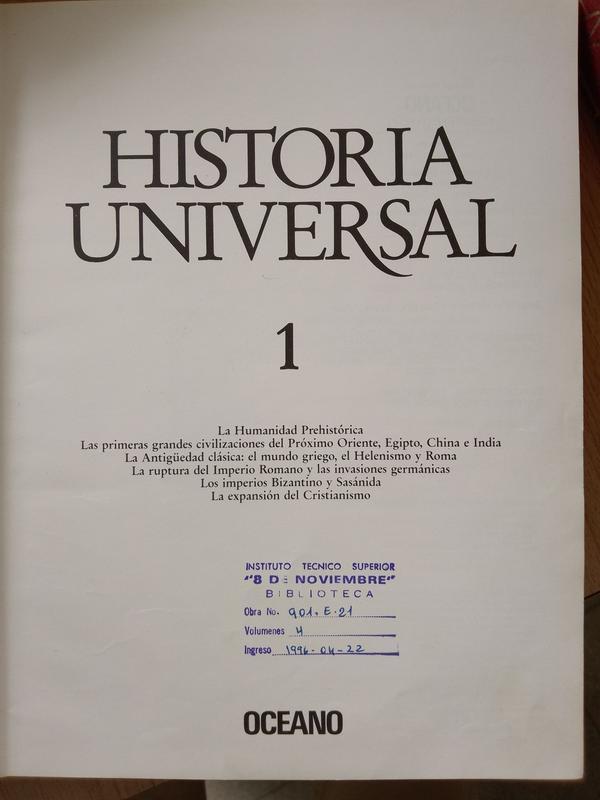 HISTORIA
UNIVERSAL
1
La Humanidad Prehistórica
Las primeras grandes civilizaciones del Próximo Oriente, Egipto, China e India
La Antigüedad clásica: el mundo griego, el Helenismo y Roma
La ruptura del Imperio Romano y las invasiones germánicas
Los imperios Bizantino y Sasánida
La expansión del Cristianismo
INSTITUTO TECNICO SUPERIOR
"8 DE NOVIEMBRE"
BIBLIOTECA
Obra No. 901. E-21
Volumenes 4
Ingreso 1996-04-22
OCEANO